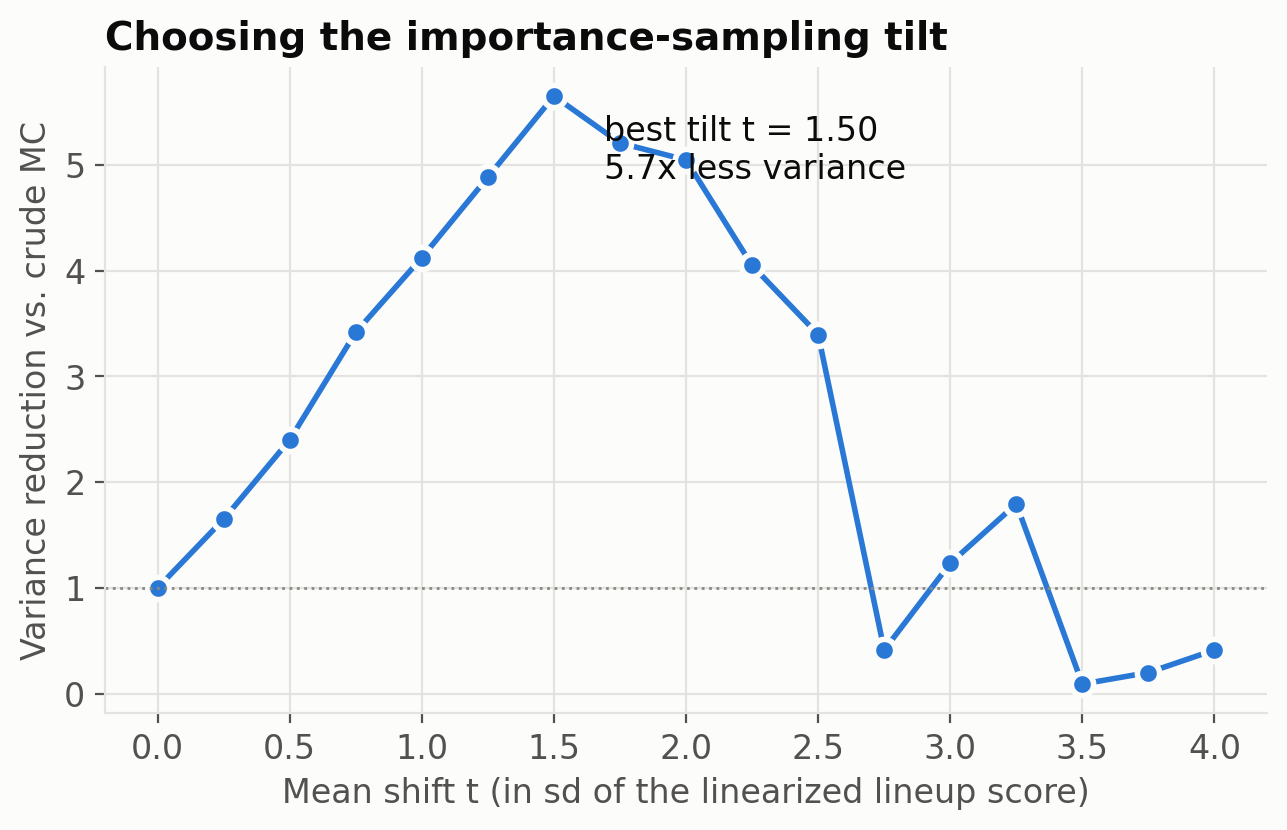 Choosing the importance-sampling tilt
Variance reduction vs. crude MC
5
4
3
2
1
0
best tilt t = 1.50
5.7x less variance
0.0 0.5 1.0 1.5 2.0 2.5 3.0 3.5 4.0
Mean shift t (in sd of the linearized lineup score)